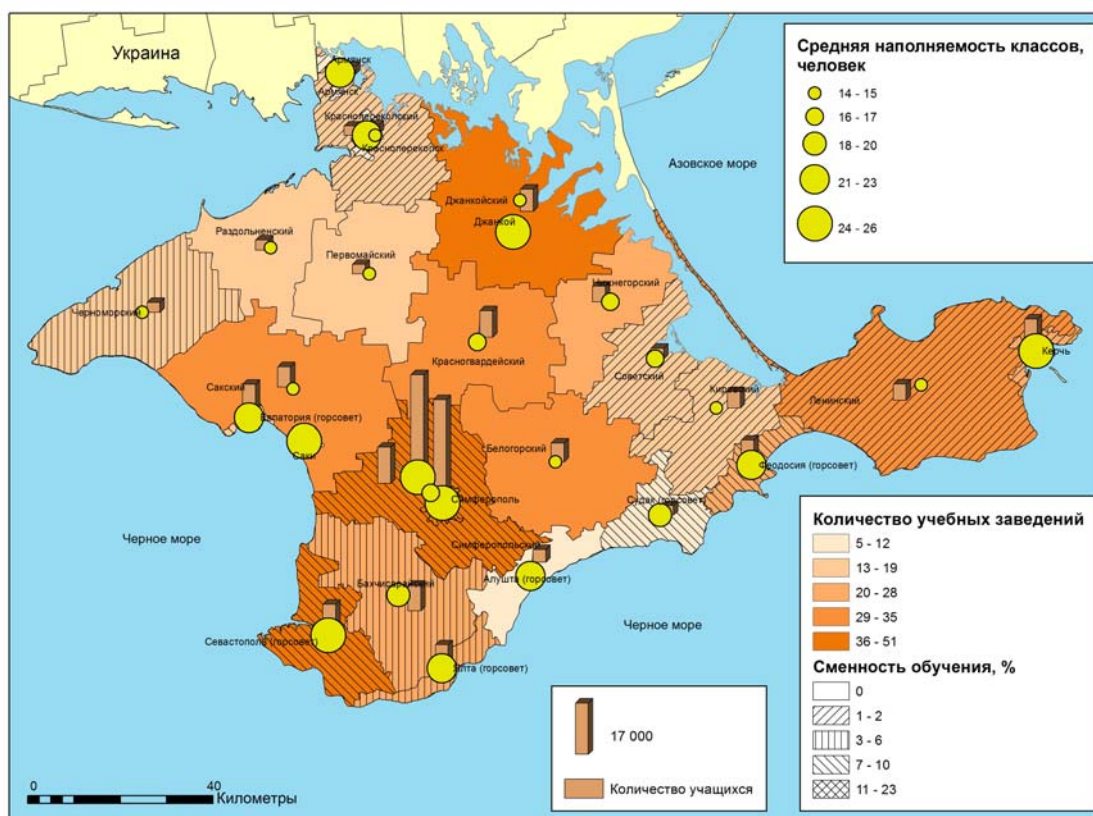 Украина
Армянск
Армянск
Красноперекопский
Красноперекопск
Азовское море
Джанкойский
Джанкой
Раздольненский
Первомайский
Нижнегорский
Черноморский
Красногвардейский
Советский
Кировский
Керчь
Ленинский
Сакский
Евпатория (горсовет)
Саки
Белогорский
Феодосия (горсовет)
Симферополь
Судак (горсовет)
Черное море
Симферопольский
Алушта (горсовет)
Бахчисарайский
Черное море
Севастополь (горсовет)
Ялта (горсовет)
0
40
Километры
Средняя наполняемость классов,
человек
14 - 15
16 - 17
18 - 20
21 - 23
24 - 26
17 000
Количество учащихся
Количество учебных заведений
5 - 12
13 - 19
20 - 28
29 - 35
36 - 51
Сменность обучения, %
0
1 - 2
3 - 6
7 - 10
11 - 23